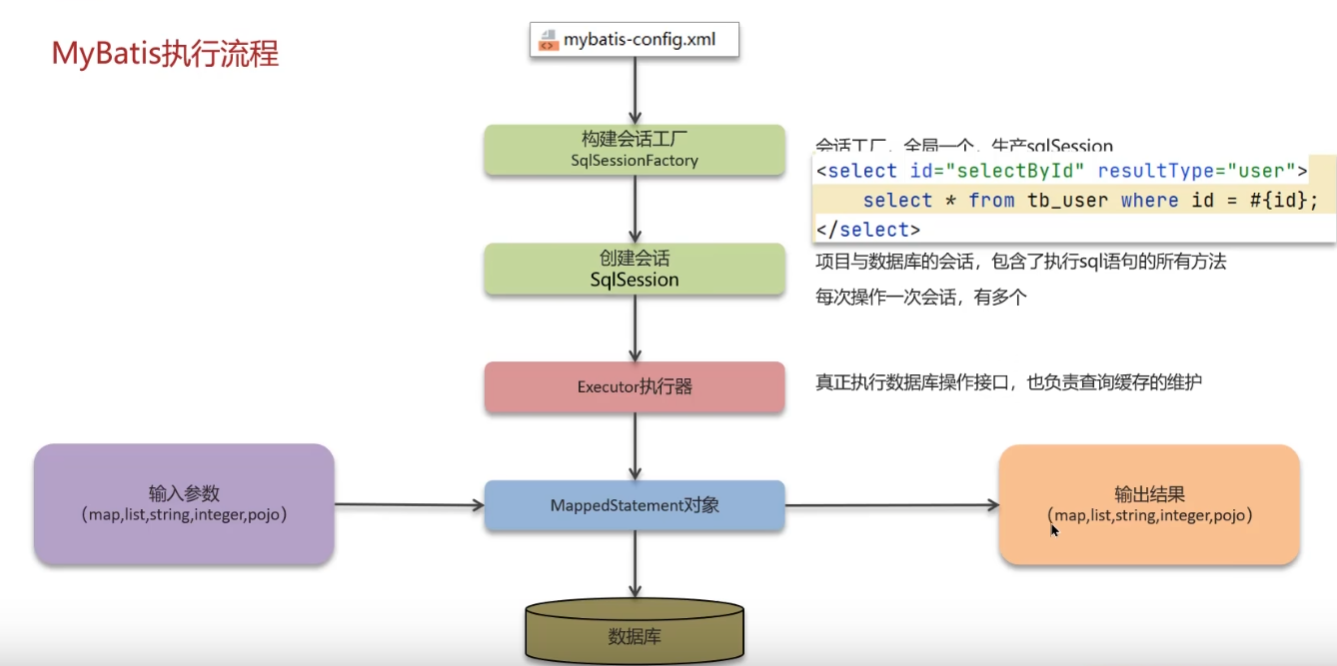 MyBatis执行流程
mybatis-config.xml
构建会话工厂
SqlSessionFactory
会话工厂，全局一个，生产sqlSession
<select id="selectById" resultType="user">
select * from tb_user where id = #{id};
</select>
创建会话
SqlSession
项目与数据库的会话，包含了执行sql语句的所有方法
每次操作一次会话，有多个
Executor执行器
真正执行数据库操作接口，也负责查询缓存的维护
输入参数
（map,list,string,integer,pojo）
MappedStatement对象
输出结果
（map,list,string,integer,pojo）
数据库